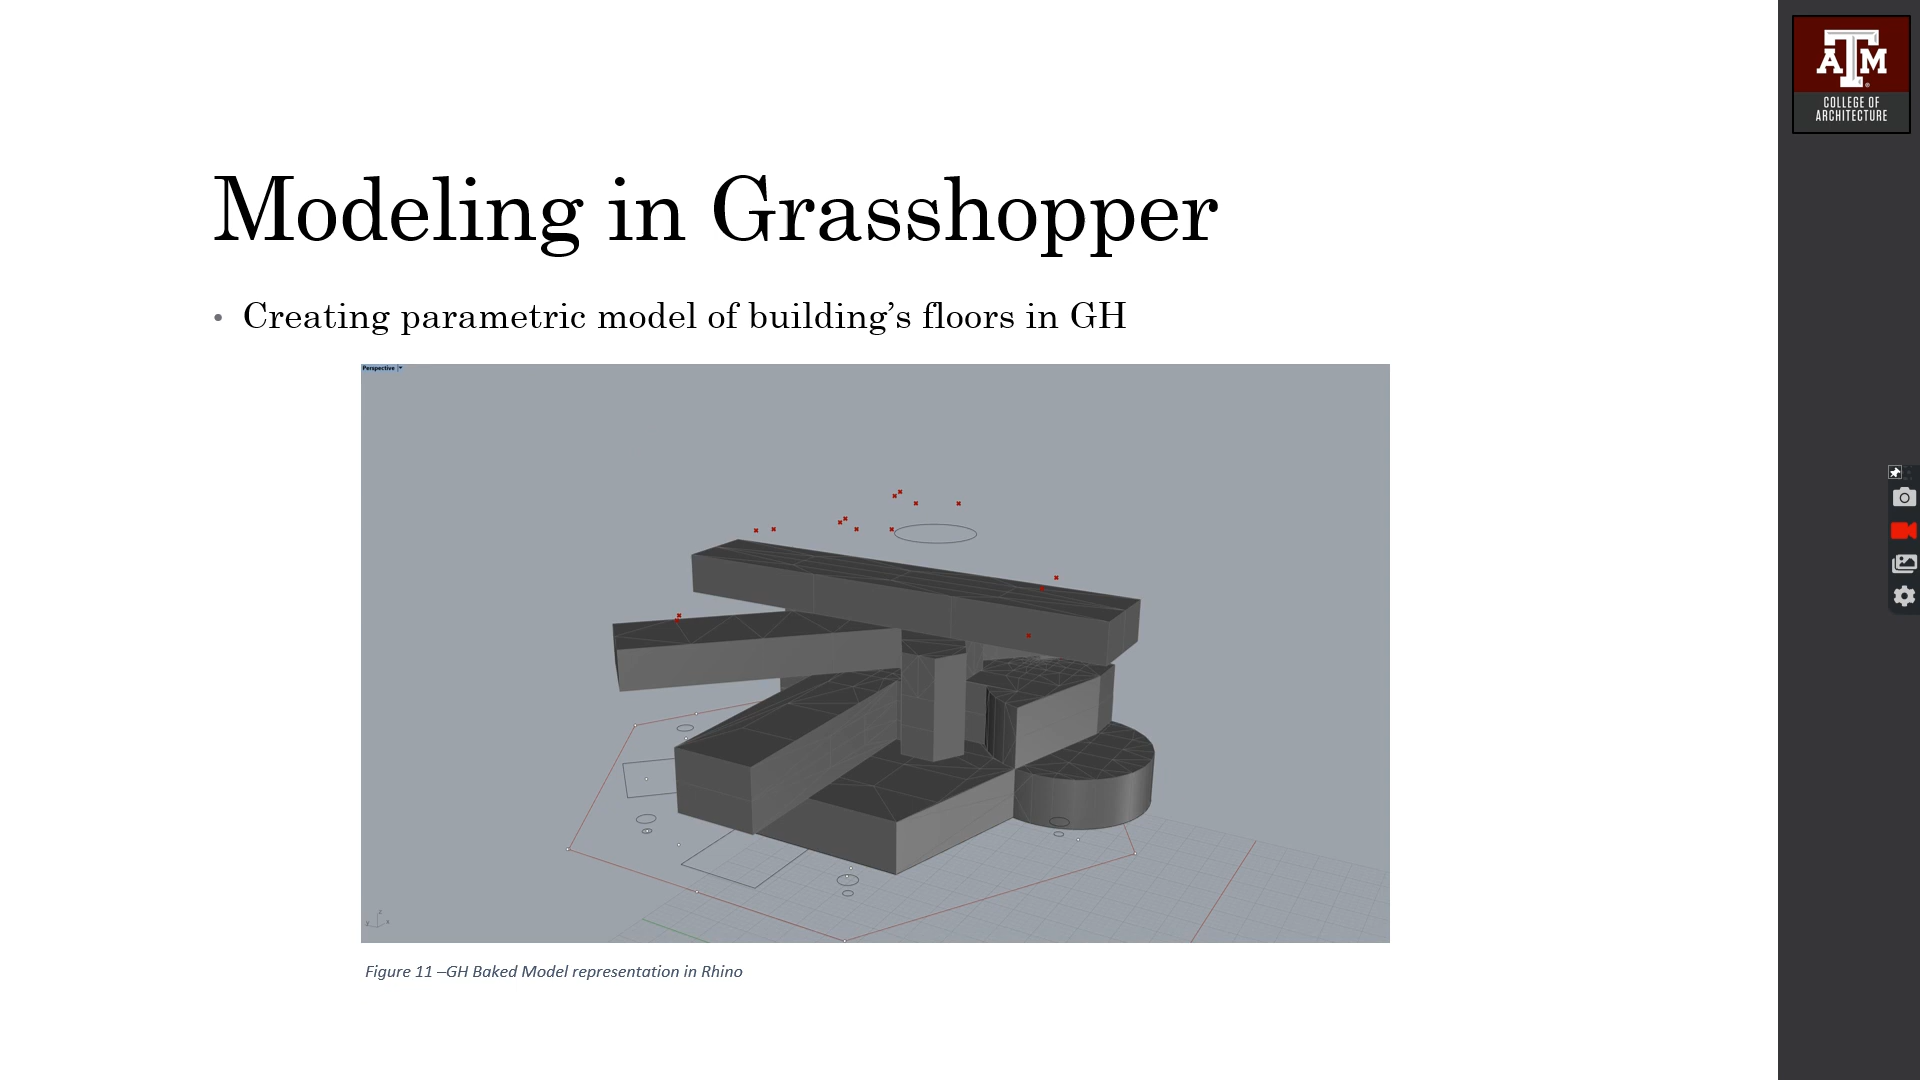 Modeling in Grasshopper
• Creating parametric model of building’s floors in GH
Perspective
Figure 11 –GH Baked Model representation in Rhino
ATM
COLLEGE OF
ARCHITECTURE